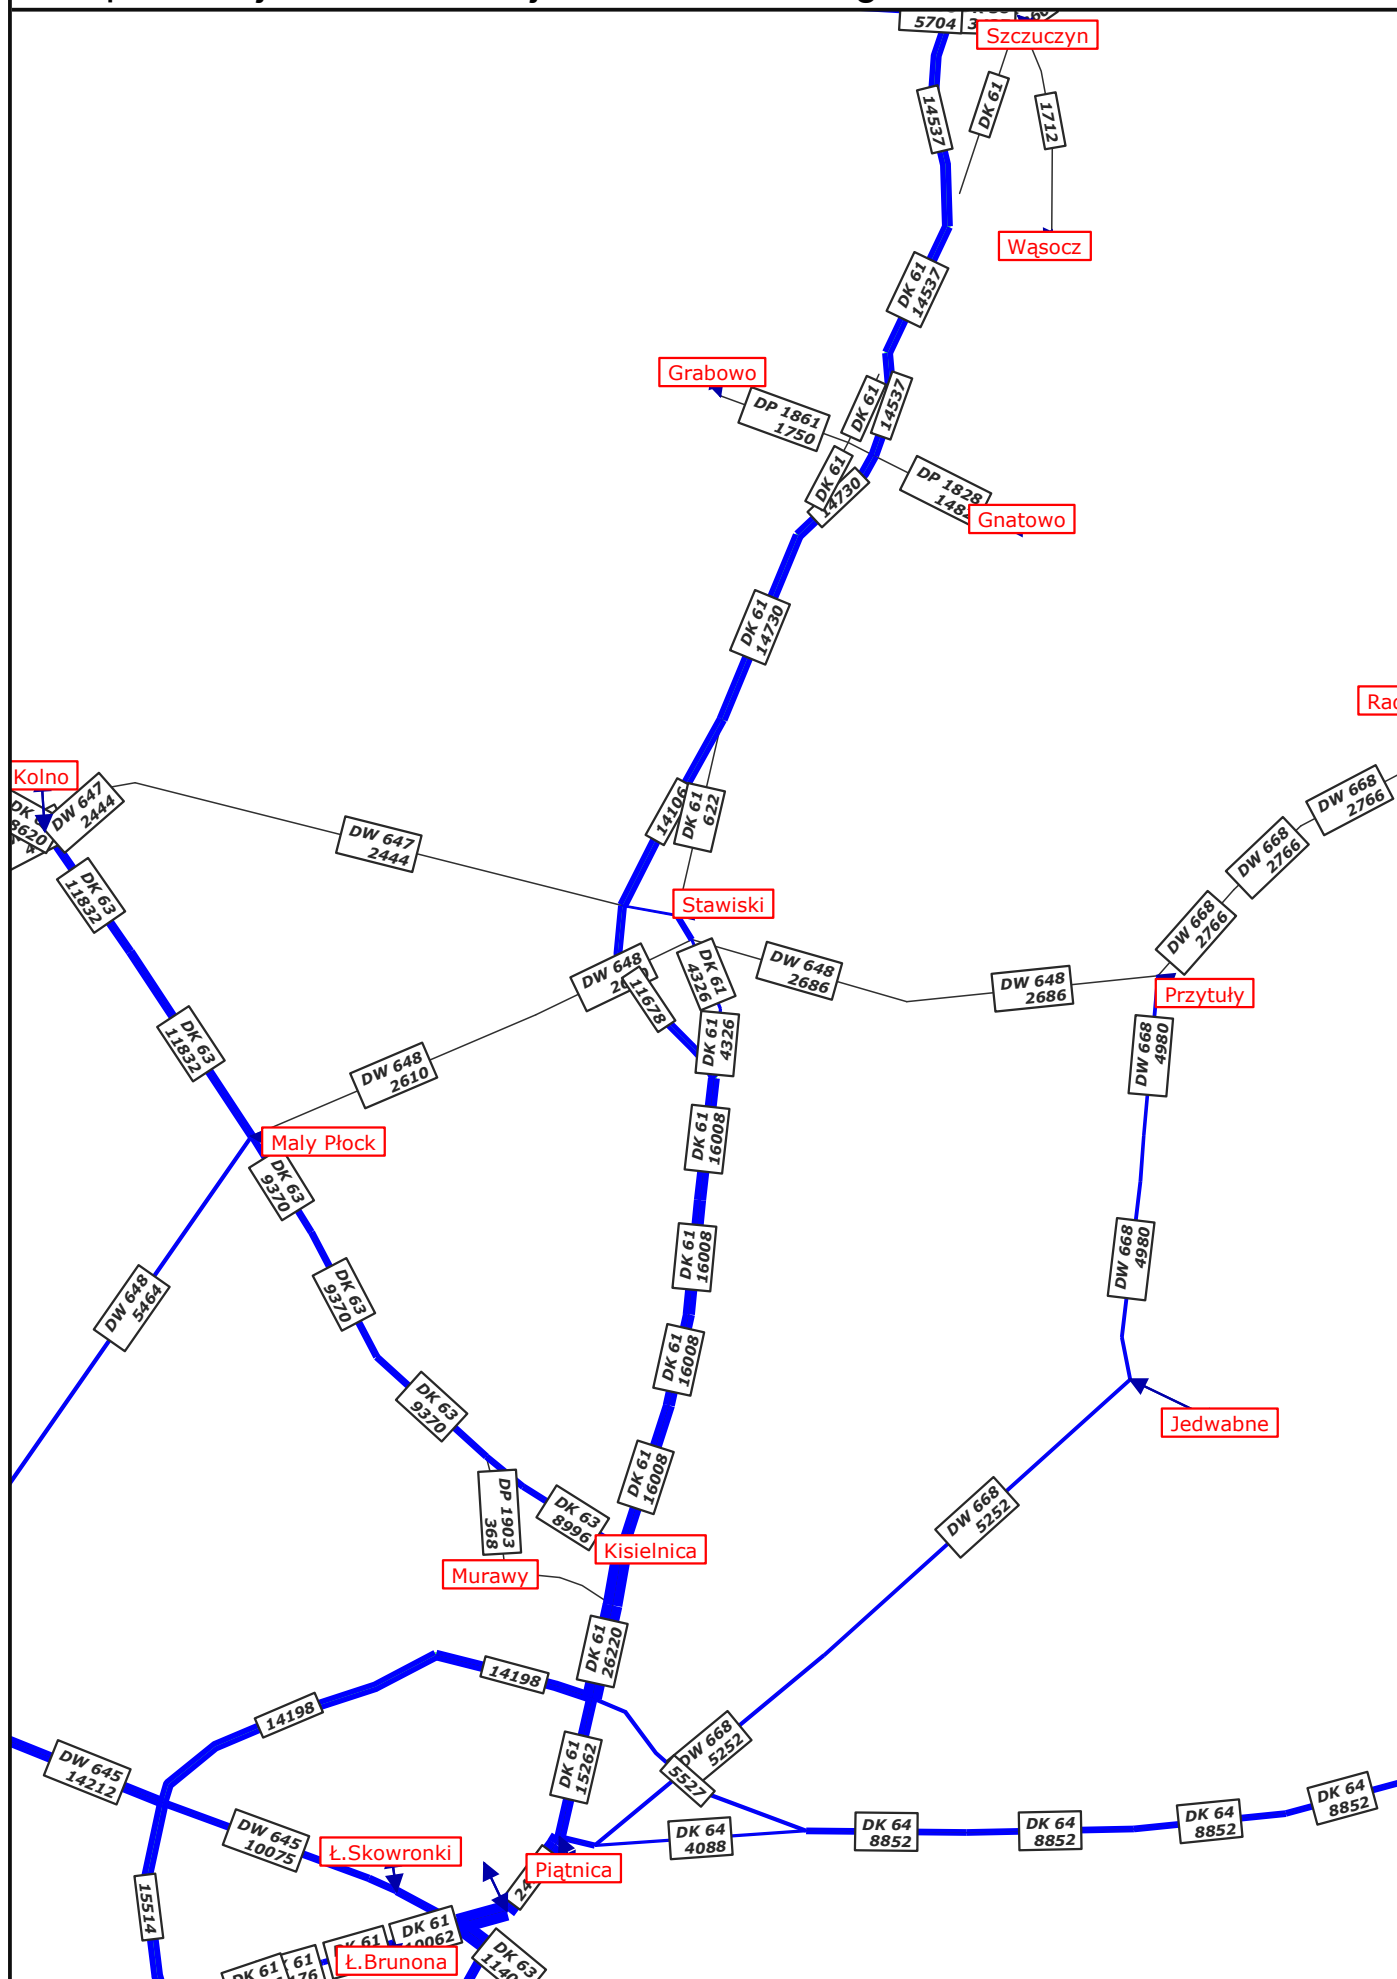 5704
Szczuczyn
14537
DK 61
1712
Wąsocz
DK 61
14537
Grabowo
DP 1861
1750
DK 61
14537
DK 61
14730
DP 1828
Gnatowo
DK 61
14730
Kolno
DW 647
2444
8620
DW 647
2444
14106
DK 61
622
Stawiski
DK 63
11832
DW 668
2766
DW 668
2766
DW 668
2766
DW 648
11678
DK 61
4326
DW 648
2686
DW 648
2686
Przytuły
DK 61
4326
DK 63
11832
DW 648
2610
DW 668
4980
Maly Płock
DK 61
16008
DK 63
9370
DW 648
5464
DK 63
9370
DK 61
16008
DW 668
4980
DK 61
16008
DK 63
9370
Jedwabne
DK 61
16008
DP 1903
368
DK 63
8996
Kisielnica
DW 668
5252
Murawy
DK 61
26220
14198
14198
DW 645
14212
DK 61
15262
DW 668
5252
5527
DW 645
10075
DK 64
4088
DK 64
8852
DK 64
8852
DK 64
8852
DK 64
8852
Ł.Skowronki
Piątnica
15514
DK 61
10062
DK 63
Ł.Brunona
DK 61